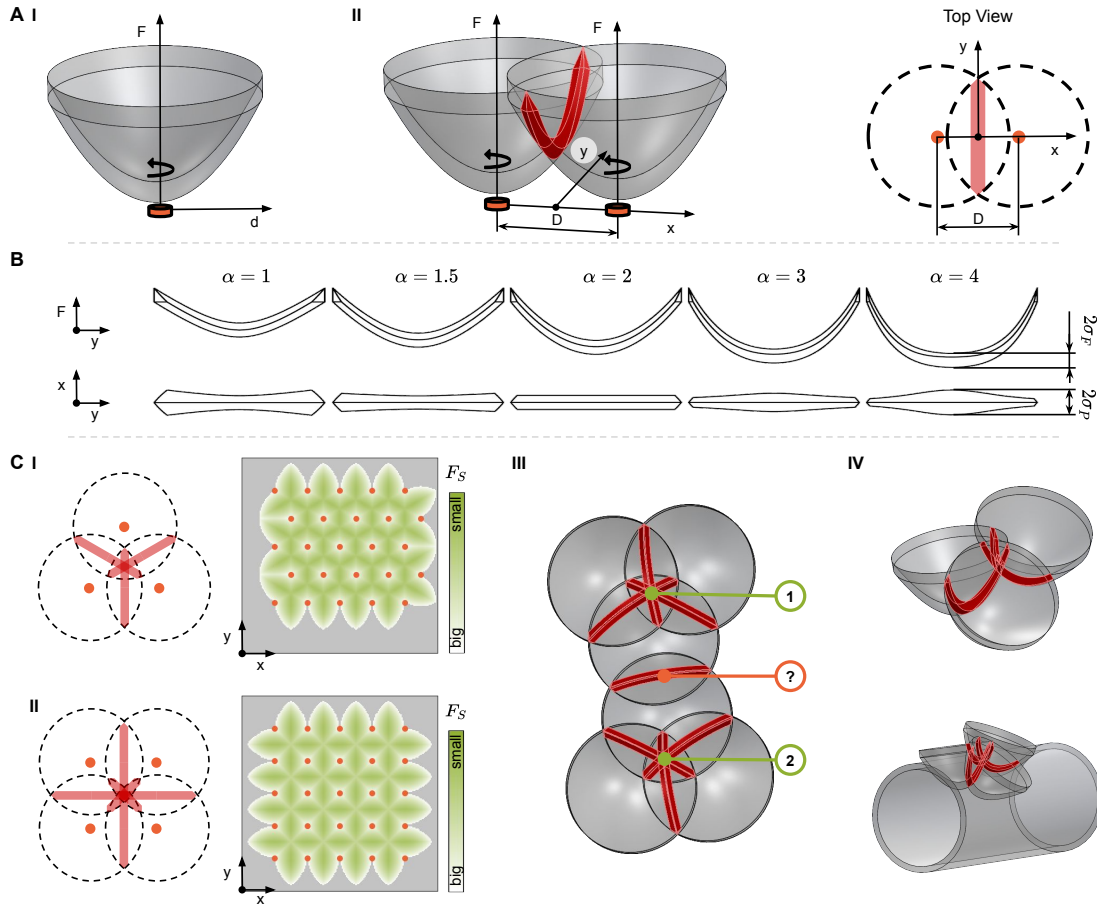 A I
F
d
II
F
F
y
D
x
Top View
y
x
D
B
α = 1
α = 1.5
α = 2
α = 3
α = 4
F
y
2σ_F
x
y
2σ_P
C I
F_S
small
big
y
x
II
F_S
small
big
y
x
III
1
?
2
IV